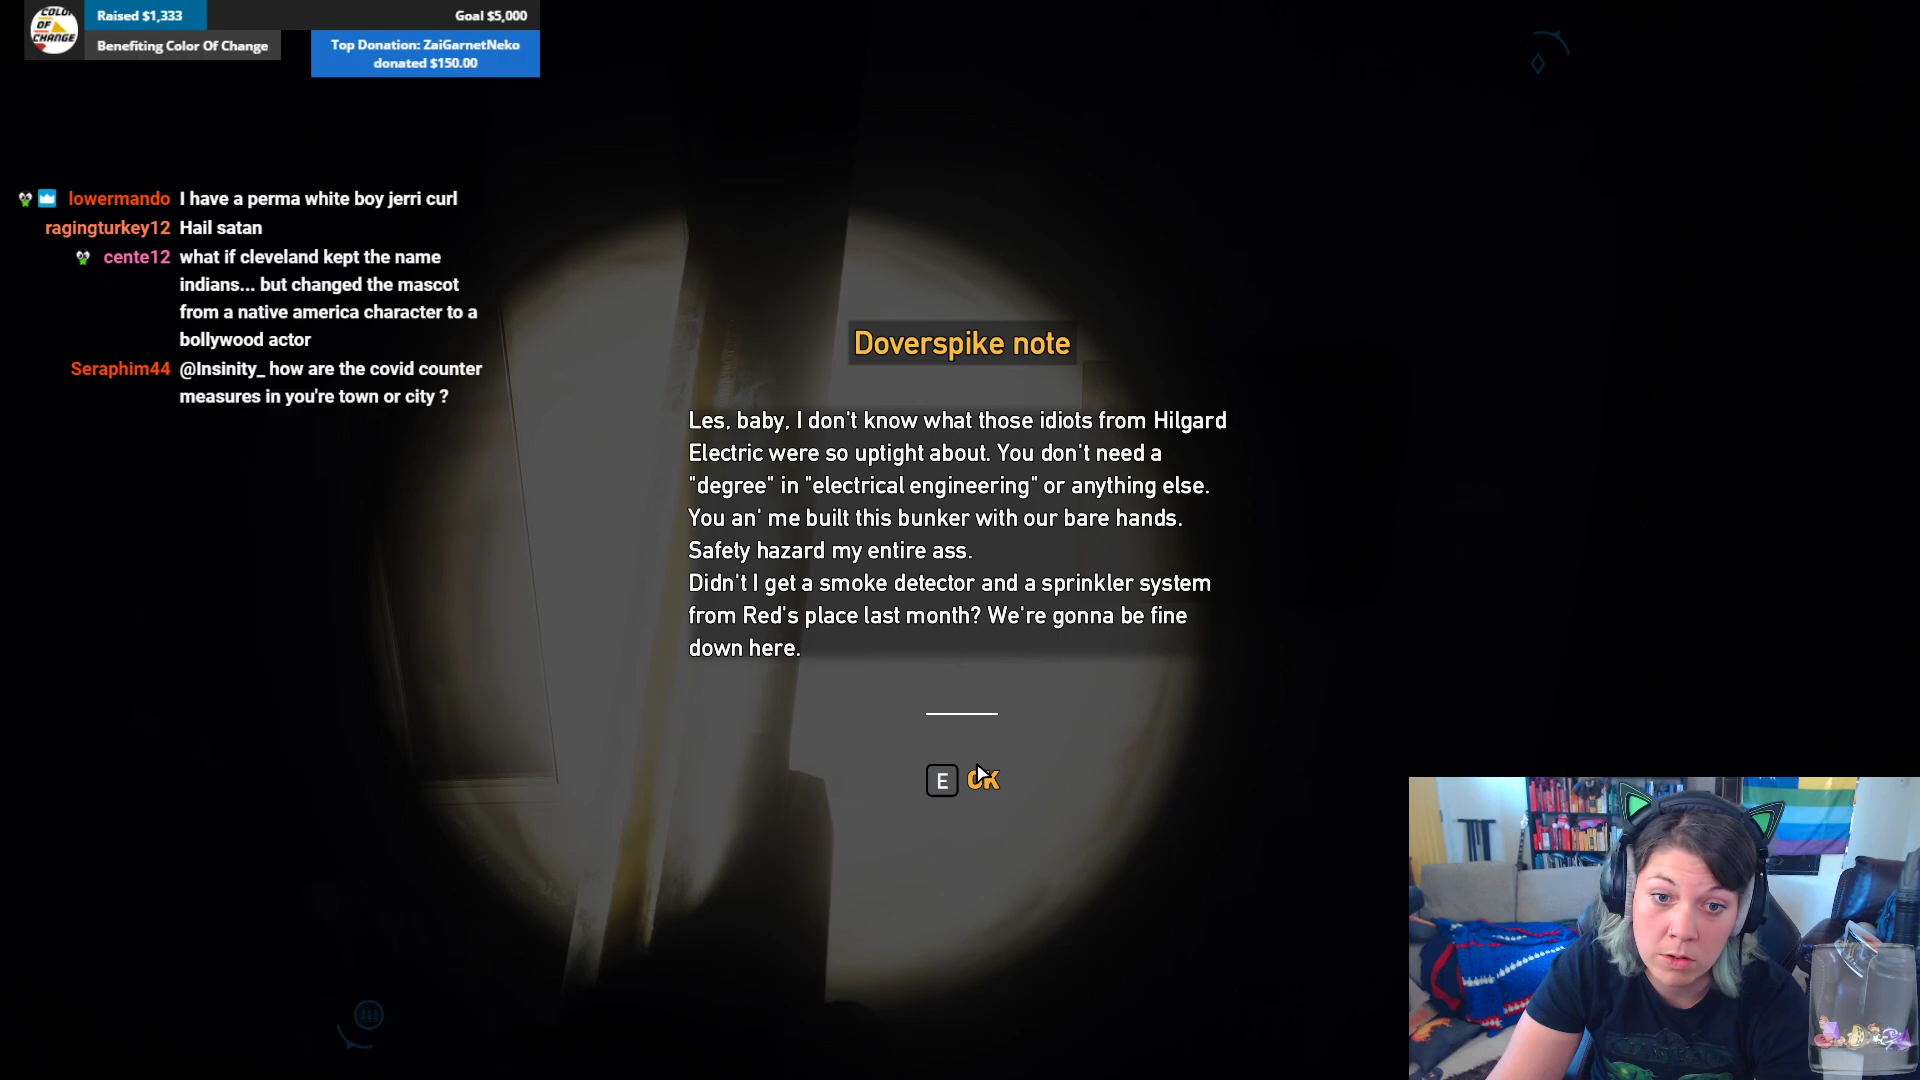 COLOR
OF
CHANGE
Raised $1,333
Goal $5,000
Benefiting Color Of Change
Top Donation: ZaiGarnetNeko
donated $150.00
lowermando I have a perma white boy jerri curl
ragingturkey12 Hail satan
cente12 what if cleveland kept the name
indians... but changed the mascot
from a native america character to a
bollywood actor
Seraphim44 @Insinity_ how are the covid counter
measures in you're town or city ?
Doverspike note
Les, baby, I don't know what those idiots from Hilgard
Electric were so uptight about. You don't need a
"degree" in "electrical engineering" or anything else.
You an' me built this bunker with our bare hands.
Safety hazard my entire ass.
Didn't I get a smoke detector and a sprinkler system
from Red's place last month? We're gonna be fine
down here.
E OK